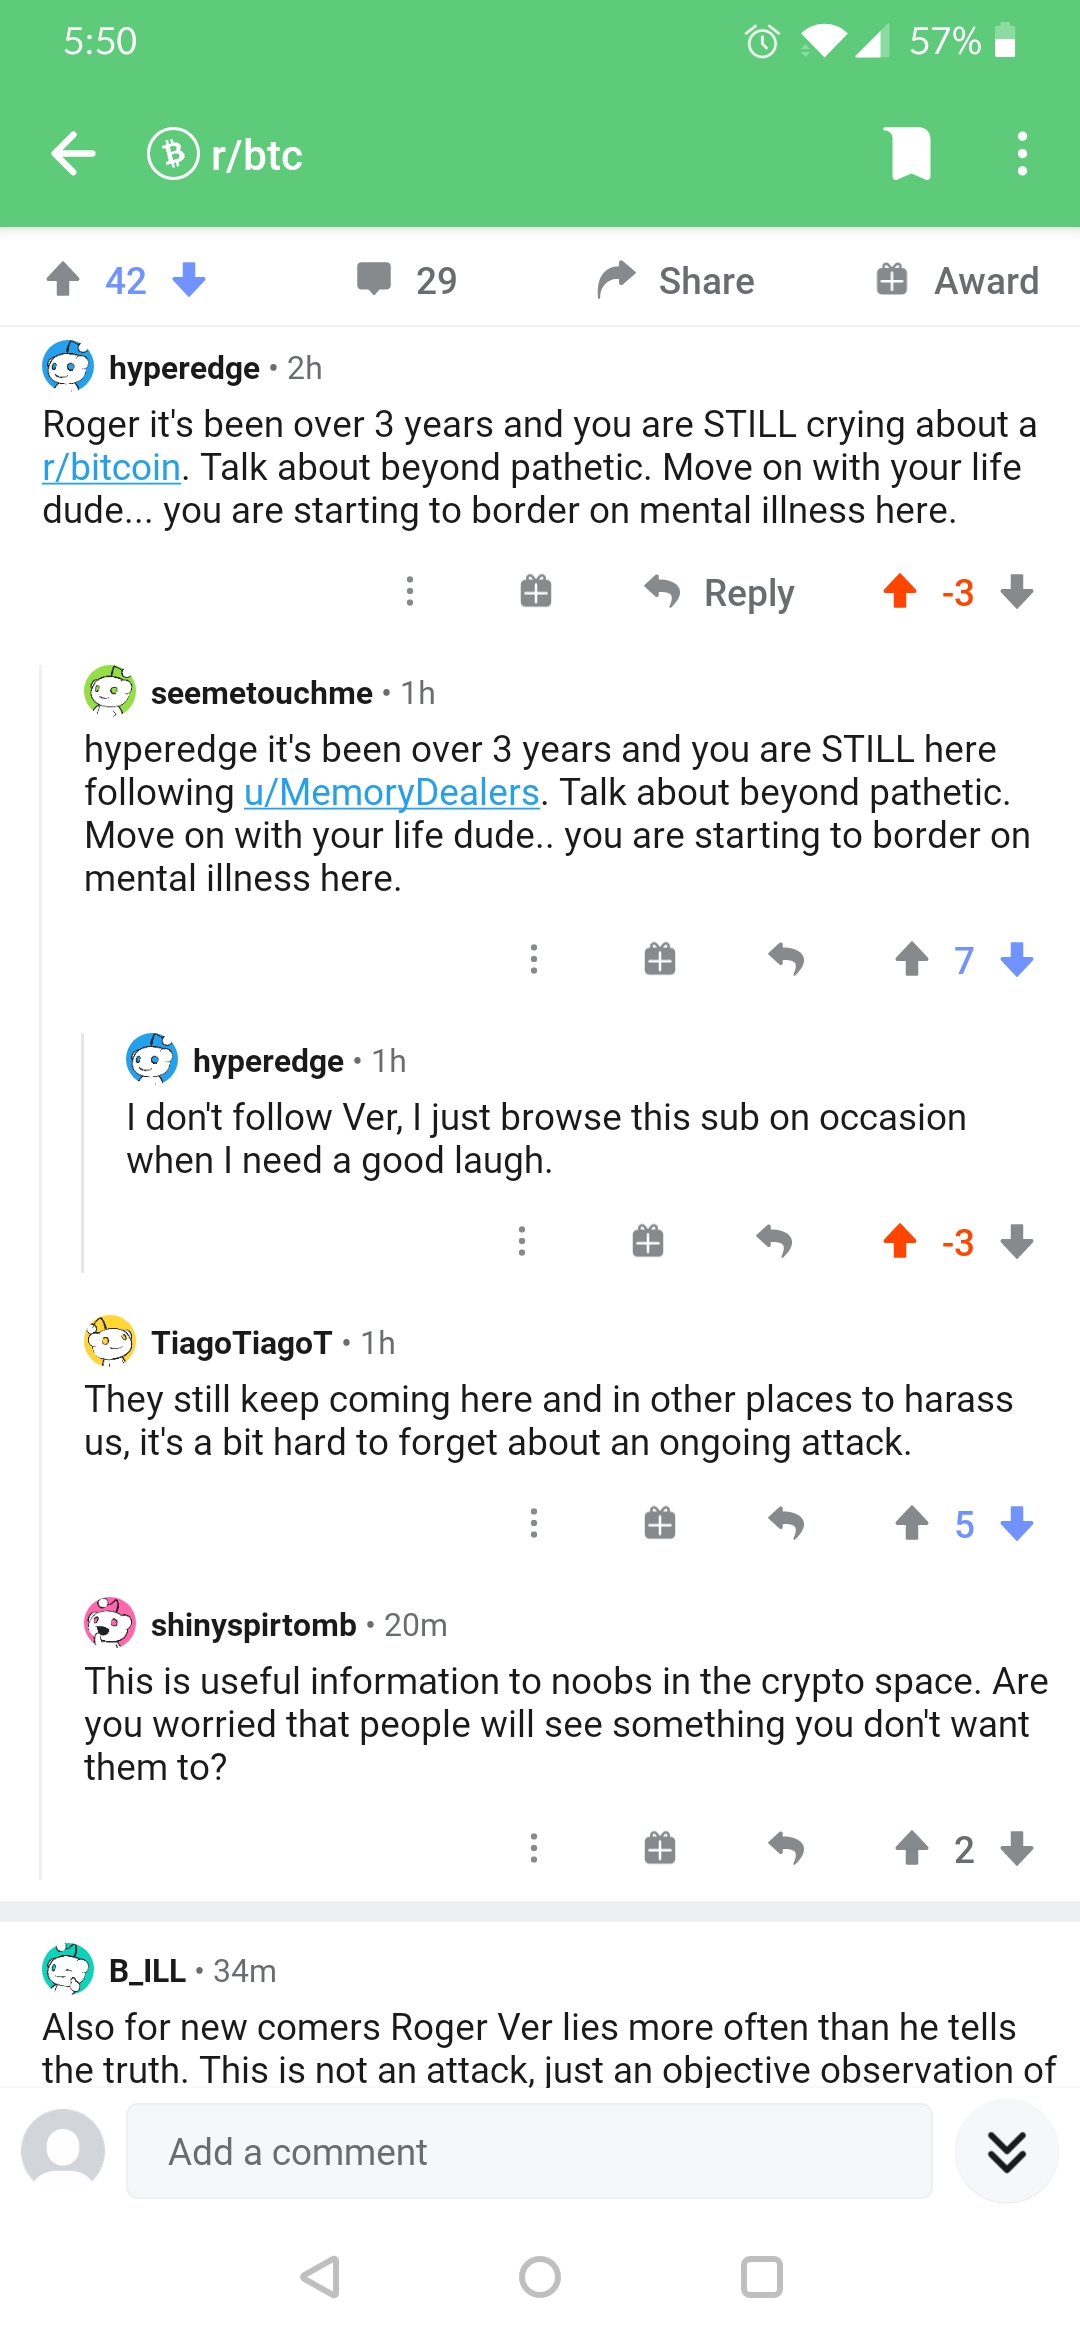 5:50
57%
r/btc
42
29
Share
Award
hyperedge • 2h
Roger it's been over 3 years and you are STILL crying about a
r/bitcoin. Talk about beyond pathetic. Move on with your life
dude... you are starting to border on mental illness here.
Reply
-3
seemetouchme • 1h
hyperedge it's been over 3 years and you are STILL here
following u/MemoryDealers. Talk about beyond pathetic.
Move on with your life dude.. you are starting to border on
mental illness here.
7
hyperedge • 1h
I don't follow Ver, I just browse this sub on occasion
when I need a good laugh.
-3
TiagoTiagoT • 1h
They still keep coming here and in other places to harass
us, it's a bit hard to forget about an ongoing attack.
5
shinyspirtomb • 20m
This is useful information to noobs in the crypto space. Are
you worried that people will see something you don't want
them to?
2
B_ILL • 34m
Also for new comers Roger Ver lies more often than he tells
the truth. This is not an attack, just an objective observation of
Add a comment